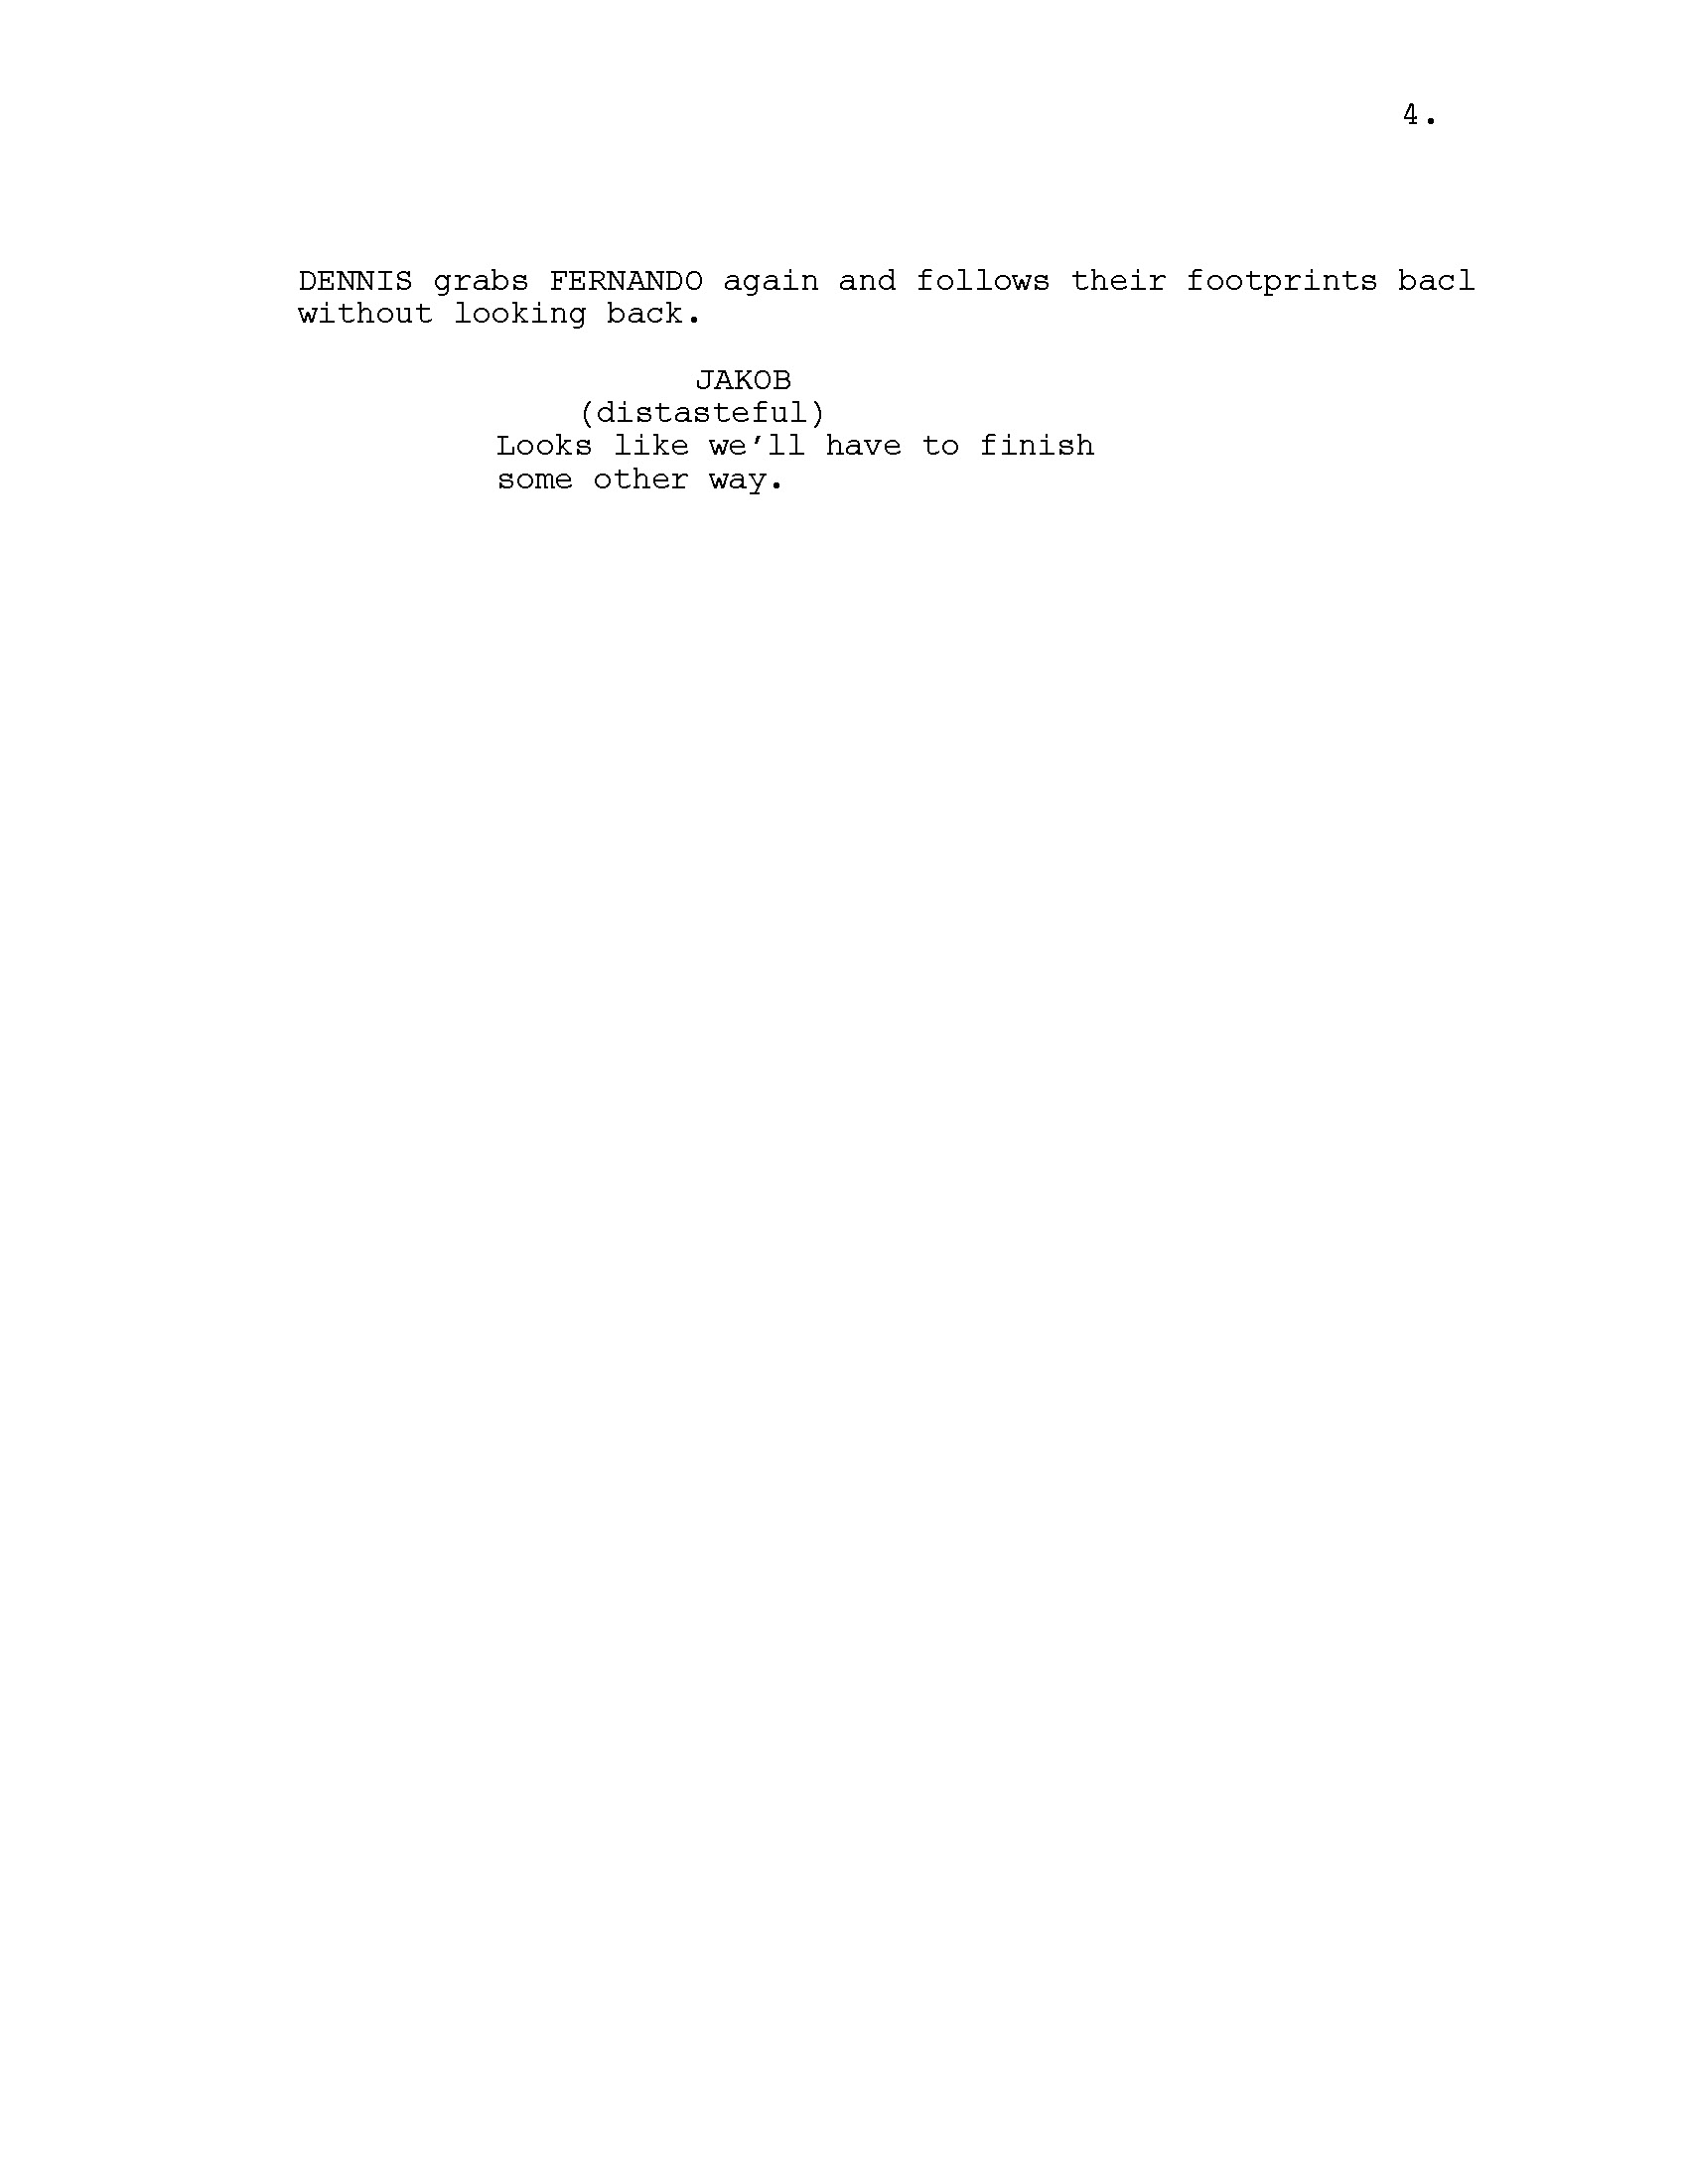 4.
DENNIS grabs FERNANDO again and follows their footprints bacl
without looking back.
JAKOB
(distasteful)
Looks like we'll have to finish
some other way.